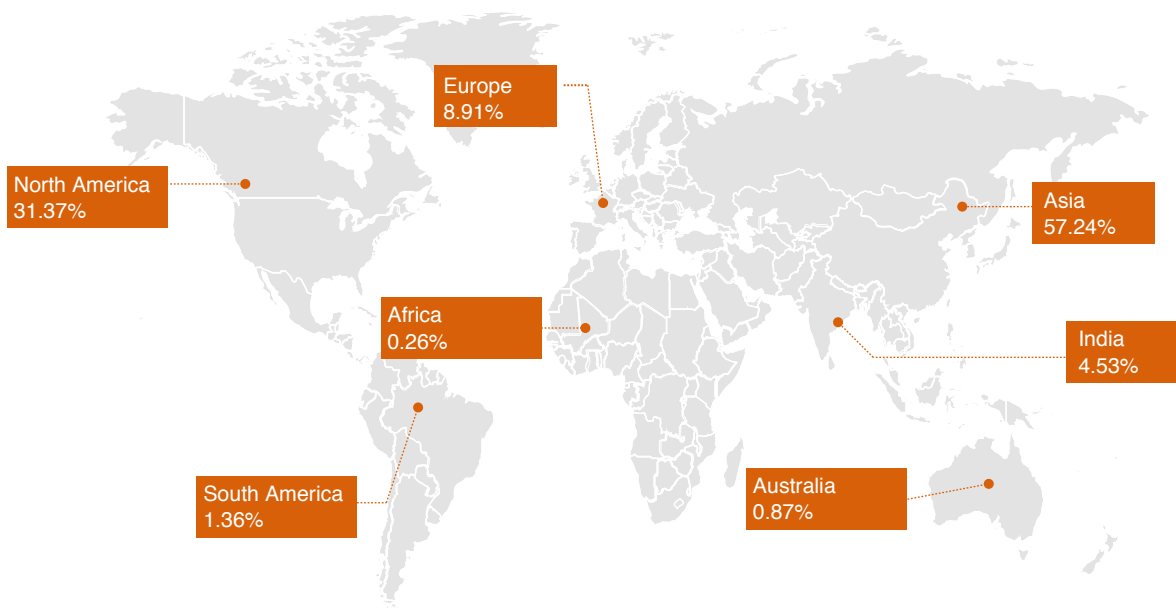 Europe
8.91%
North America
31.37%
Asia
57.24%
Africa
0.26%
India
4.53%
South America
1.36%
Australia
0.87%